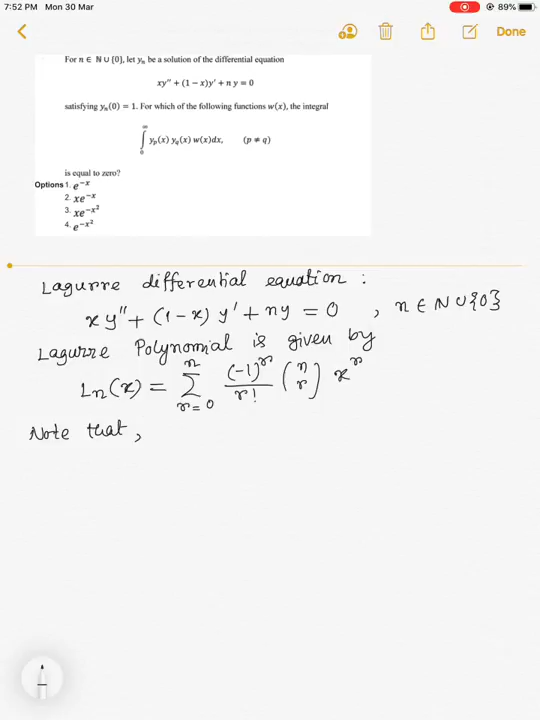 7:52 PM Mon 30 Mar
89%
Done
For n ∈ ℕ ∪ {0}, let yₙ be a solution of the differential equation
xy'' + (1 − x)y' + n y = 0
satisfying yₙ(0) = 1. For which of the following functions w(x), the integral
∫₀^∞ yₚ(x) y_q(x) w(x)dx, (p ≠ q)
is equal to zero?
Options 1. e^{−x}
2. xe^{−x}
3. xe^{−x²}
4. e^{−x²}
Lagurre differential equation :
xy'' + (1 − x) y' + ny = 0 , n ∈ N ∪ {0}
Lagurre Polynomial is given by
Ln(x) = Σ_{r=0}^{n} (−1)^r / r! (n r) x^r
Note that,